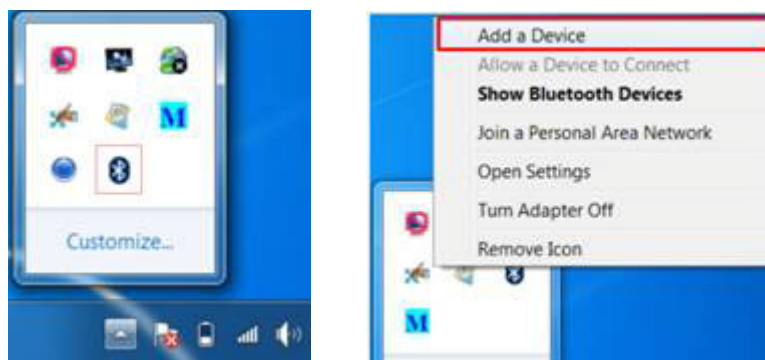 M
Customize...
Add a Device
Allow a Device to Connect
Show Bluetooth Devices
Join a Personal Area Network
Open Settings
Turn Adapter Off
Remove Icon
M